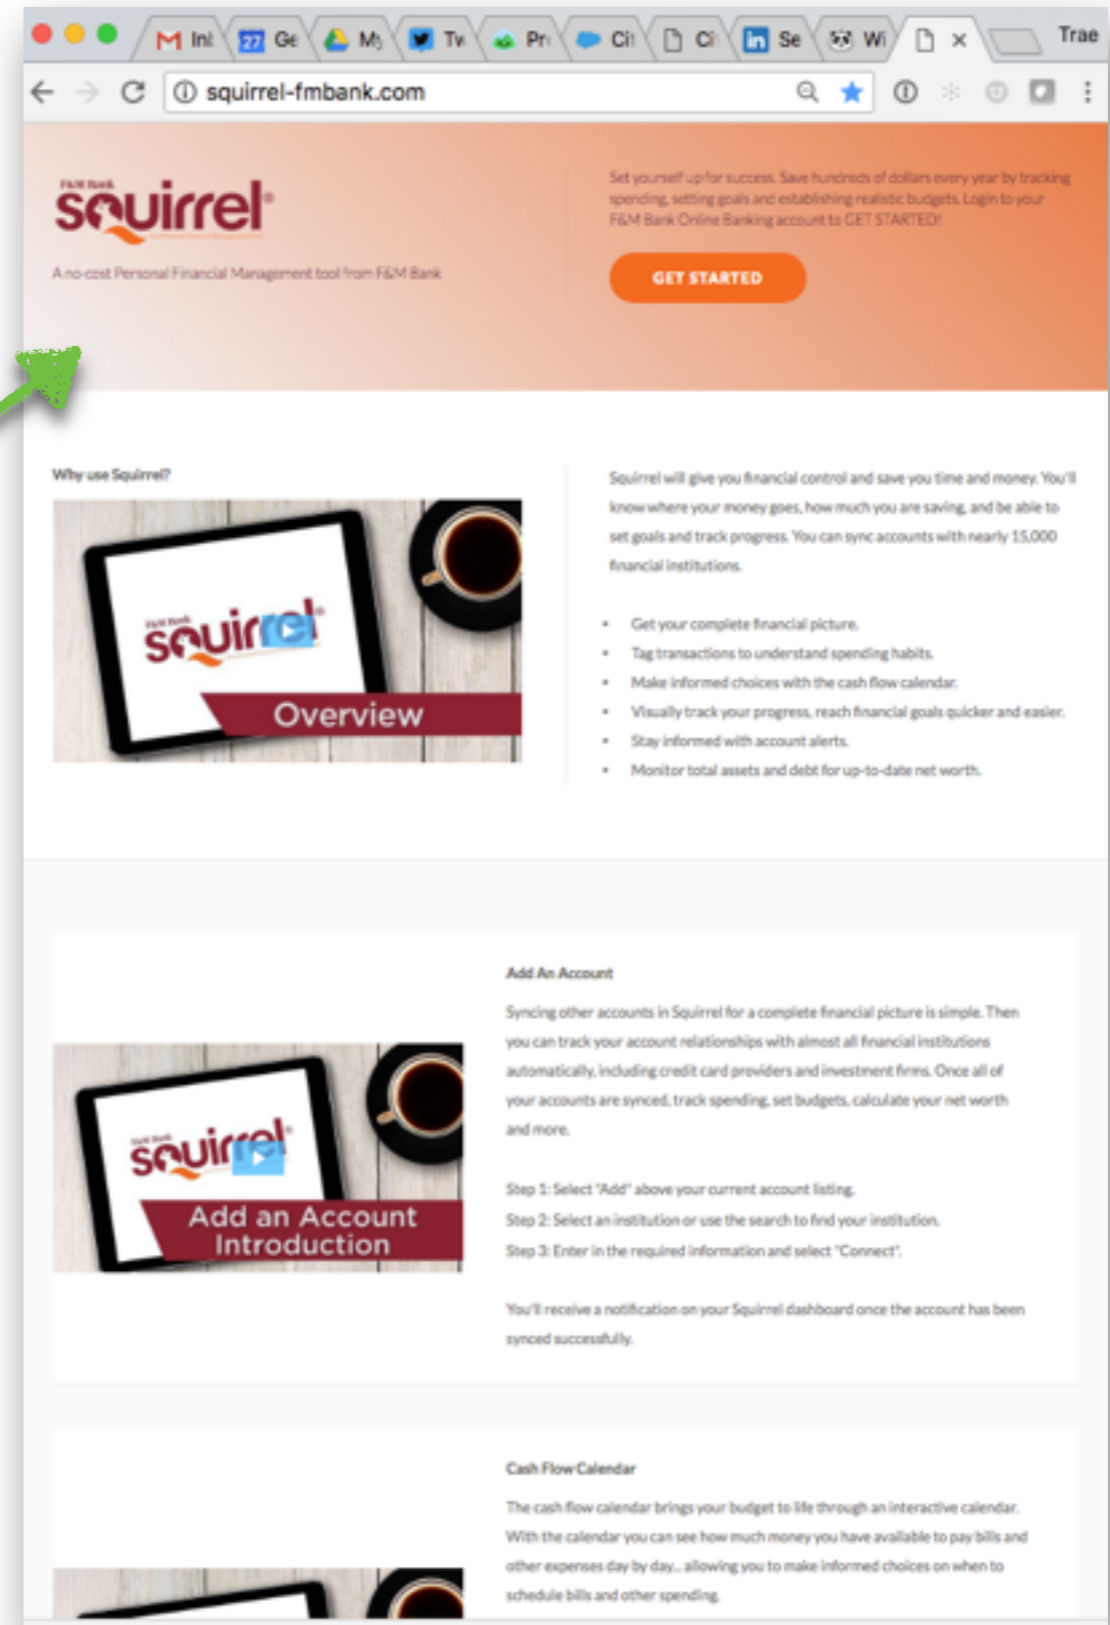 In
27 Ge
My
Tw
Pr
Cit
Ci
in Se
Wi
Trae
squirrel-fmbank.com
F&M Bank
squirrel®
A no-cost Personal Financial Management tool from F&M Bank
Set yourself up for success. Save hundreds of dollars every year by tracking
spending, setting goals and establishing realistic budgets. Login to your
F&M Bank Online Banking account to GET STARTED!
GET STARTED
Why use Squirrel?
F&M Bank
squirrel®
Overview
Squirrel will give you financial control and save you time and money. You'll
know where your money goes, how much you are saving, and be able to
set goals and track progress. You can sync accounts with nearly 15,000
financial institutions.
▪ Get your complete financial picture.
▪ Tag transactions to understand spending habits.
▪ Make informed choices with the cash flow calendar.
▪ Visually track your progress, reach financial goals quicker and easier.
▪ Stay informed with account alerts.
▪ Monitor total assets and debt for up-to-date net worth.
F&M Bank
squirrel
Add an Account
Introduction
Add An Account
Syncing other accounts in Squirrel for a complete financial picture is simple. Then
you can track your account relationships with almost all financial institutions
automatically, including credit card providers and investment firms. Once all of
your accounts are synced, track spending, set budgets, calculate your net worth
and more.
Step 1: Select "Add" above your current account listing.
Step 2: Select an institution or use the search to find your institution.
Step 3: Enter in the required information and select "Connect".
You'll receive a notification on your Squirrel dashboard once the account has been
synced successfully.
Cash Flow Calendar
The cash flow calendar brings your budget to life through an interactive calendar.
With the calendar you can see how much money you have available to pay bills and
other expenses day by day... allowing you to make informed choices on when to
schedule bills and other spending.